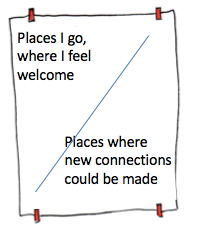 Places I go,
where I feel
welcome
Places where
new connections
could be made